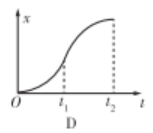 x
O t₁ t₂ t
D